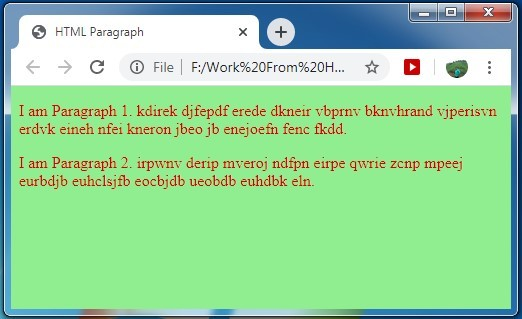 HTML Paragraph
File | F:/Work%20From%20H...
I am Paragraph 1. kdirek djfepdf erede dkneir vbprnv bknvhrand vjperisvn
erdvk eineh nfei kneron jbeo jb enejoefn fenc fkdd.
I am Paragraph 2. irpwnv derip mveroj ndfpn eirpe qwrie zcnp mpeej
eurbdjb euhclsjfb eocbjdb ueobdb euhdbk eln.